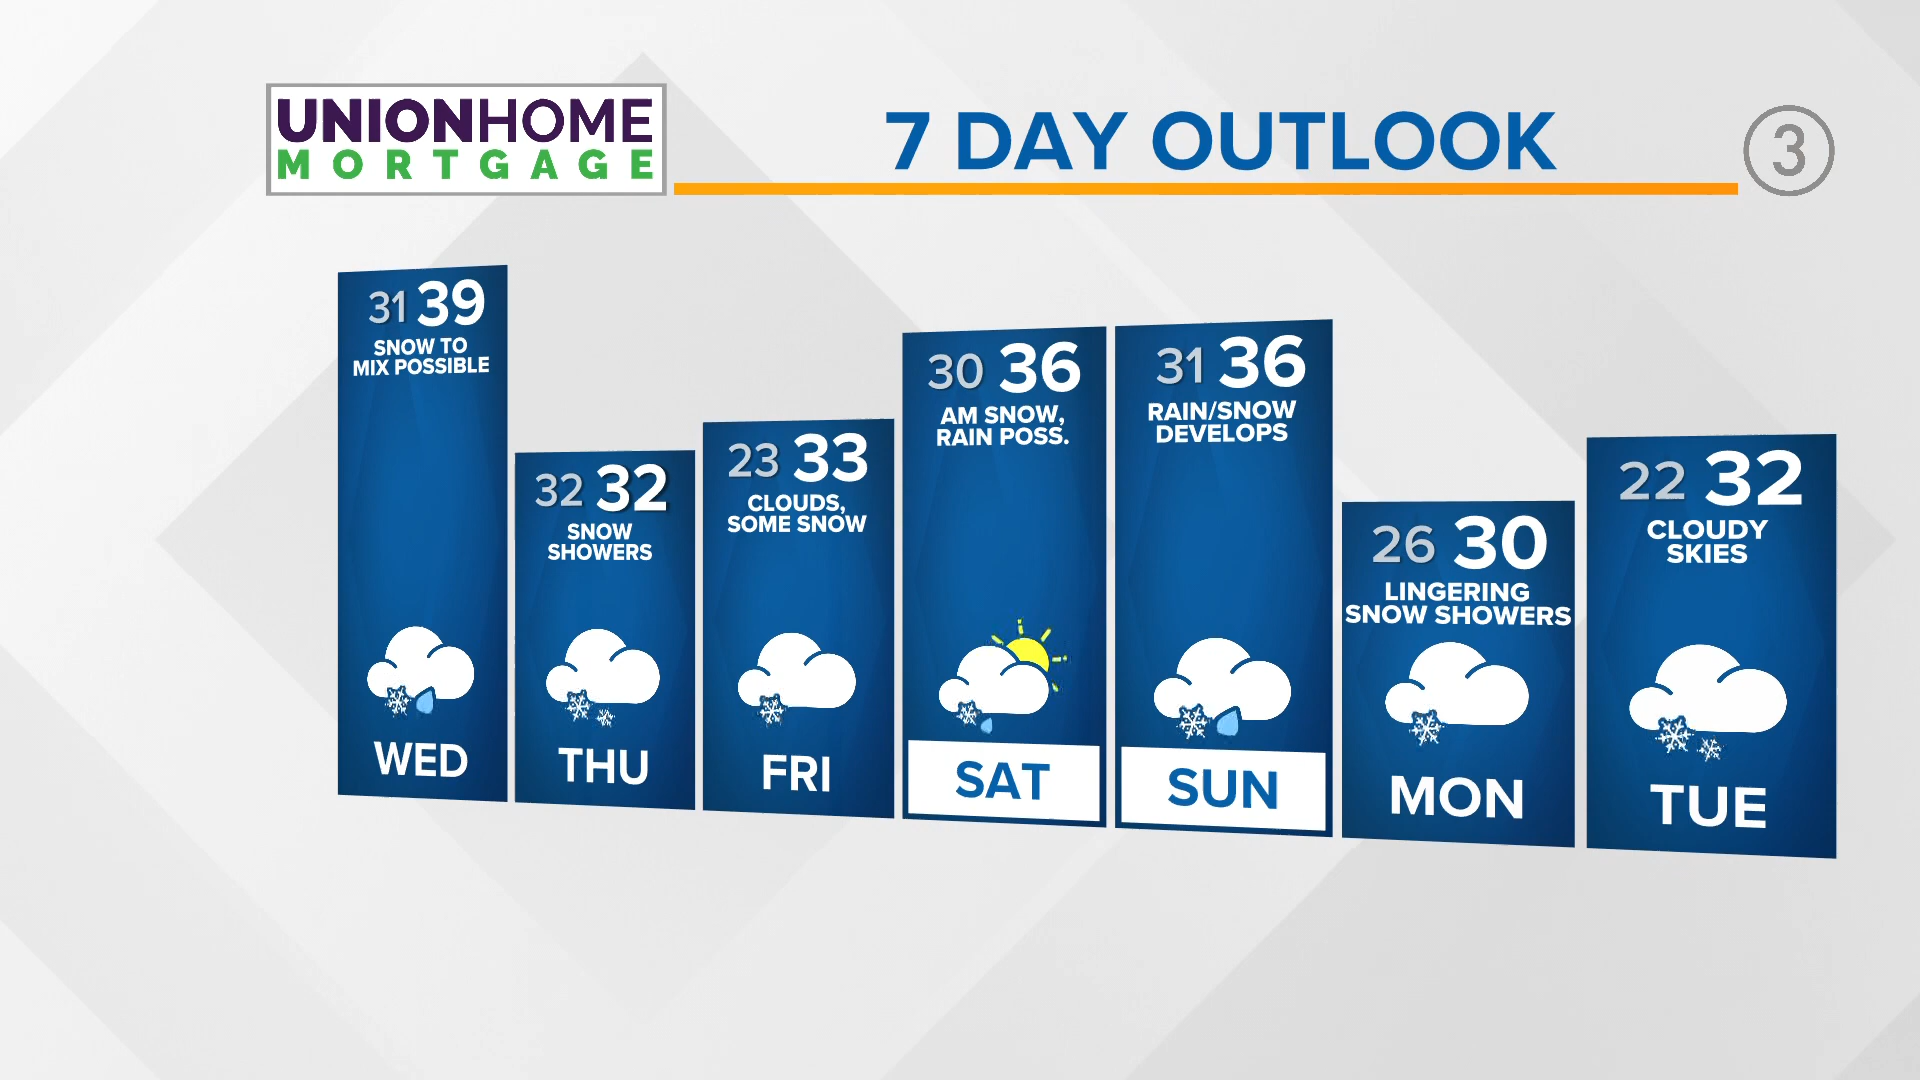 UNIONHOME
MORTGAGE
7 DAY OUTLOOK
3
31 39
SNOW TO
MIX POSSIBLE
WED
32 32
SNOW
SHOWERS
THU
23 33
CLOUDS,
SOME SNOW
FRI
30 36
AM SNOW,
RAIN POSS.
SAT
31 36
RAIN/SNOW
DEVELOPS
SUN
26 30
LINGERING
SNOW SHOWERS
MON
22 32
CLOUDY
SKIES
TUE